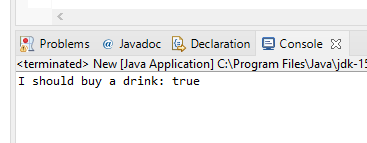 Problems @ Javadoc Declaration Console
<terminated> New [Java Application] C:\Program Files\Java\jdk-15
I should buy a drink: true